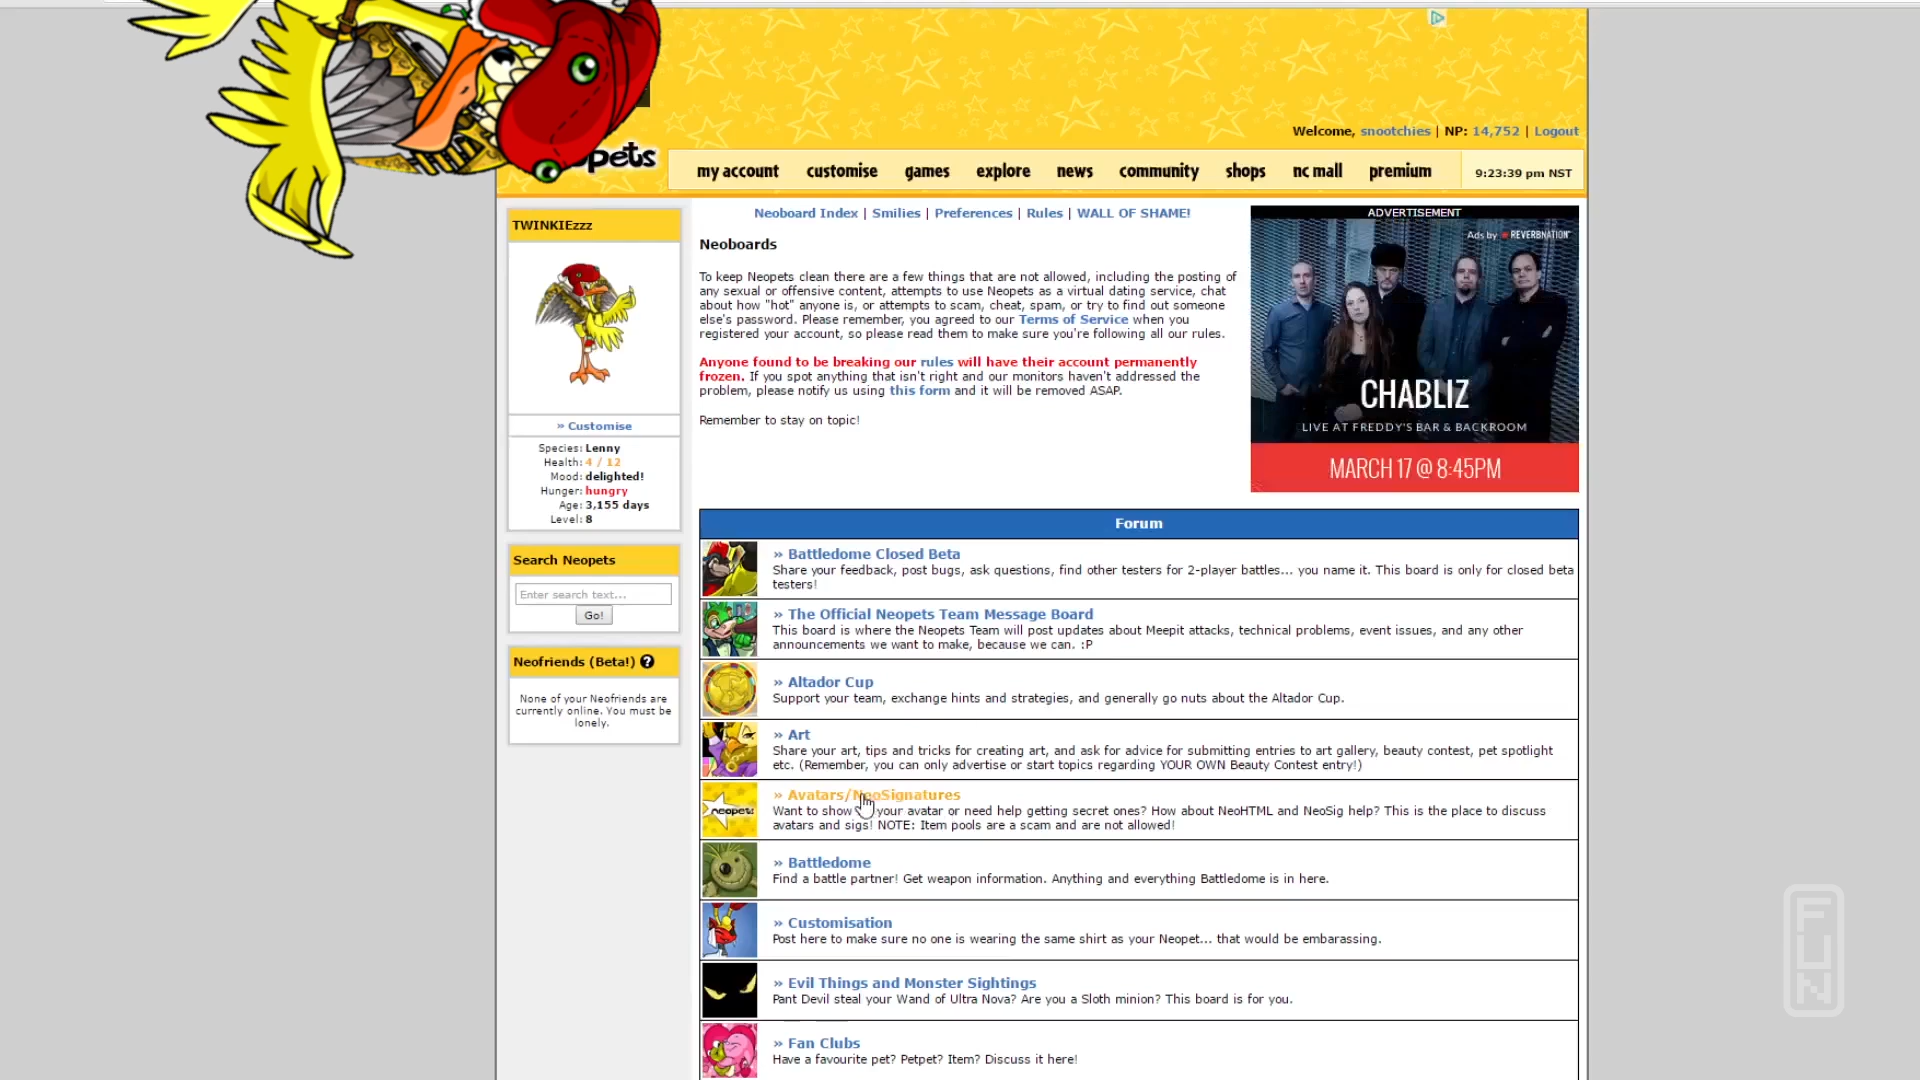 Welcome, snootchies | NP: 14,752 | Logout
opets
my account customise games explore news community shops nc mall premium 9:23:39 pm NST
TWINKIEzzz
» Customise
Species: Lenny
Health: 4 / 12
Mood: delighted!
Hunger: hungry
Age: 3,155 days
Level: 8
Search Neopets
Enter search text...
Go!
Neofriends (Beta!) ?
None of your Neofriends are
currently online. You must be
lonely.
Neoboard Index | Smilies | Preferences | Rules | WALL OF SHAME!
Neoboards
To keep Neopets clean there are a few things that are not allowed, including the posting of
any sexual or offensive content, attempts to use Neopets as a virtual dating service, chat
about how "hot" anyone is, or attempts to scam, cheat, spam, or try to find out someone
else's password. Please remember, you agreed to our Terms of Service when you
registered your account, so please read them to make sure you're following all our rules.
Anyone found to be breaking our rules will have their account permanently
frozen. If you spot anything that isn't right and our monitors haven't addressed the
problem, please notify us using this form and it will be removed ASAP.
Remember to stay on topic!
ADVERTISEMENT
Ads by REVERBNATION
CHABLIZ
LIVE AT FREDDY'S BAR & BACKROOM
MARCH 17 @ 8:45PM
Forum
» Battledome Closed Beta
Share your feedback, post bugs, ask questions, find other testers for 2-player battles... you name it. This board is only for closed beta
testers!
» The Official Neopets Team Message Board
This board is where the Neopets Team will post updates about Meepit attacks, technical problems, event issues, and any other
announcements we want to make, because we can. :P
» Altador Cup
Support your team, exchange hints and strategies, and generally go nuts about the Altador Cup.
» Art
Share your art, tips and tricks for creating art, and ask for advice for submitting entries to art gallery, beauty contest, pet spotlight
etc. (Remember, you can only advertise or start topics regarding YOUR OWN Beauty Contest entry!)
neopets
» Avatars/NeoSignatures
Want to show your avatar or need help getting secret ones? How about NeoHTML and NeoSig help? This is the place to discuss
avatars and sigs! NOTE: Item pools are a scam and are not allowed!
» Battledome
Find a battle partner! Get weapon information. Anything and everything Battledome is in here.
» Customisation
Post here to make sure no one is wearing the same shirt as your Neopet... that would be embarassing.
» Evil Things and Monster Sightings
Pant Devil steal your Wand of Ultra Nova? Are you a Sloth minion? This board is for you.
» Fan Clubs
Have a favourite pet? Petpet? Item? Discuss it here!
FUN